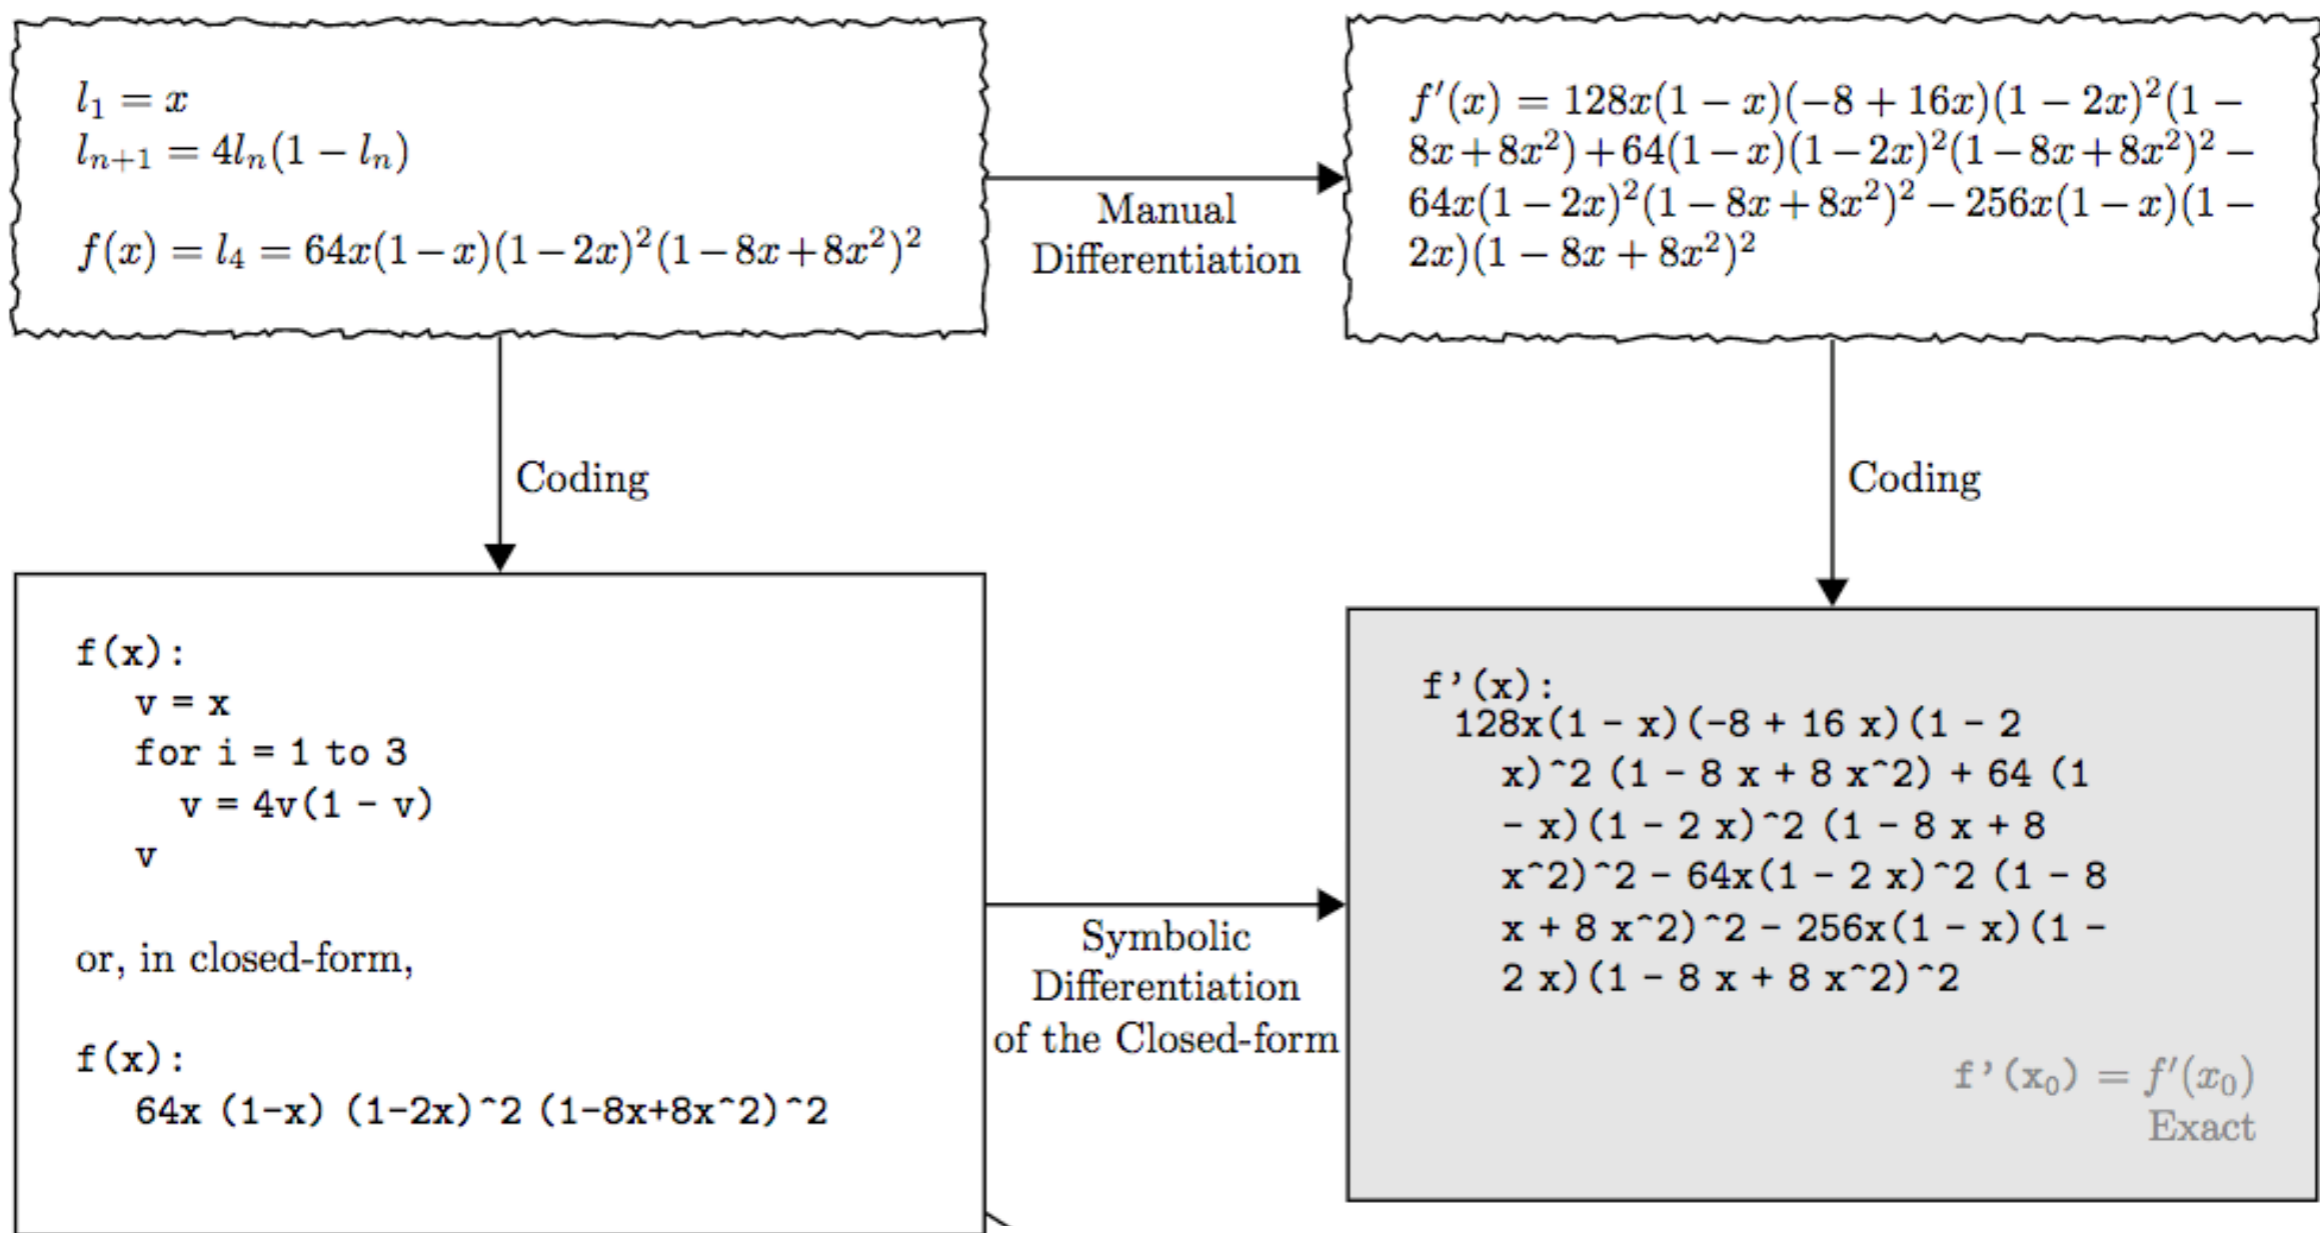 l₁ = x
lₙ₊₁ = 4lₙ(1 − lₙ)
f(x) = l₄ = 64x(1−x)(1−2x)²(1−8x+8x²)²
Manual
Differentiation
f′(x) = 128x(1 − x)(−8 + 16x)(1 − 2x)²(1 −
8x+8x²)+64(1−x)(1−2x)²(1−8x+8x²)²−
64x(1 − 2x)²(1 − 8x + 8x²)² − 256x(1 − x)(1 −
2x)(1 − 8x + 8x²)²
Coding
Coding
f(x):
v = x
for i = 1 to 3
v = 4v(1 - v)
v
or, in closed-form,
f(x):
64x (1-x) (1-2x)^2 (1-8x+8x^2)^2
Symbolic
Differentiation
of the Closed-form
f'(x):
128x(1 - x)(-8 + 16 x)(1 - 2
x)^2 (1 - 8 x + 8 x^2) + 64 (1
- x)(1 - 2 x)^2 (1 - 8 x + 8
x^2)^2 - 64x(1 - 2 x)^2 (1 - 8
x + 8 x^2)^2 - 256x(1 - x)(1 -
2 x)(1 - 8 x + 8 x^2)^2
f'(x₀) = f′(x₀)
Exact